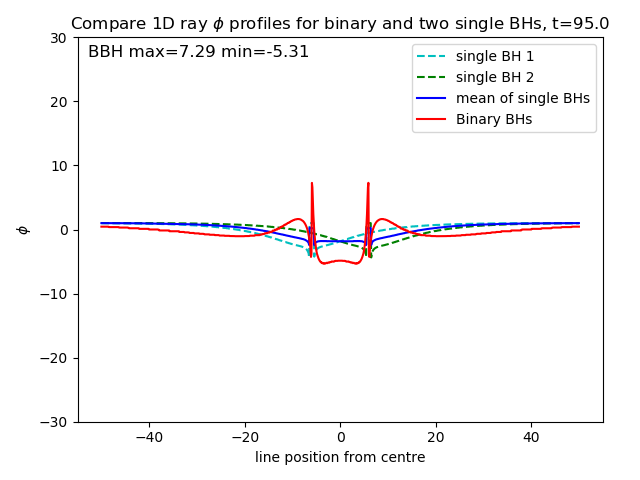 Compare 1D ray ϕ profiles for binary and two single BHs, t=95.0
BBH max=7.29 min=-5.31
single BH 1
single BH 2
mean of single BHs
Binary BHs
30
20
10
0
−10
−20
−30
ϕ
−40
−20
0
20
40
line position from centre